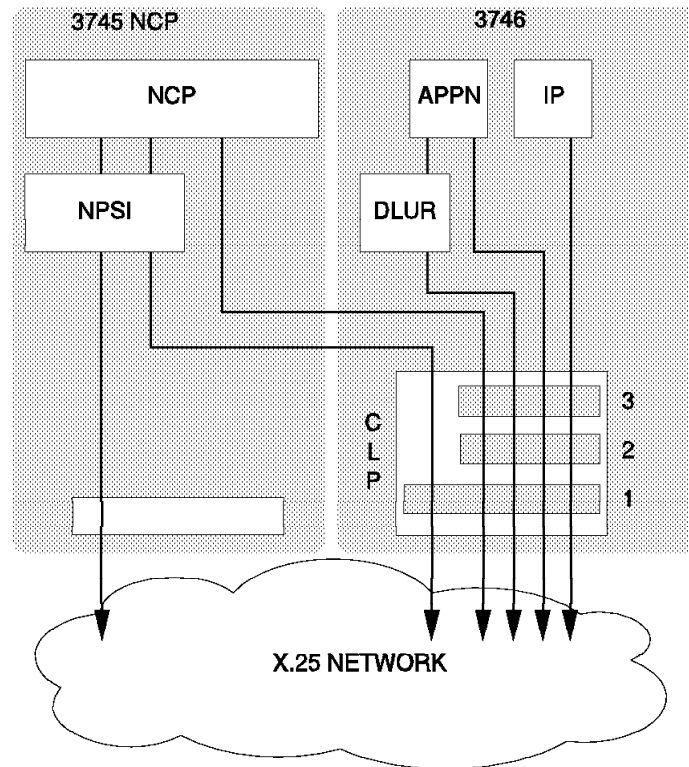 3745 NCP
3746
NCP
APPN
IP
NPSI
DLUR
C
L
P
3
2
1
X.25 NETWORK